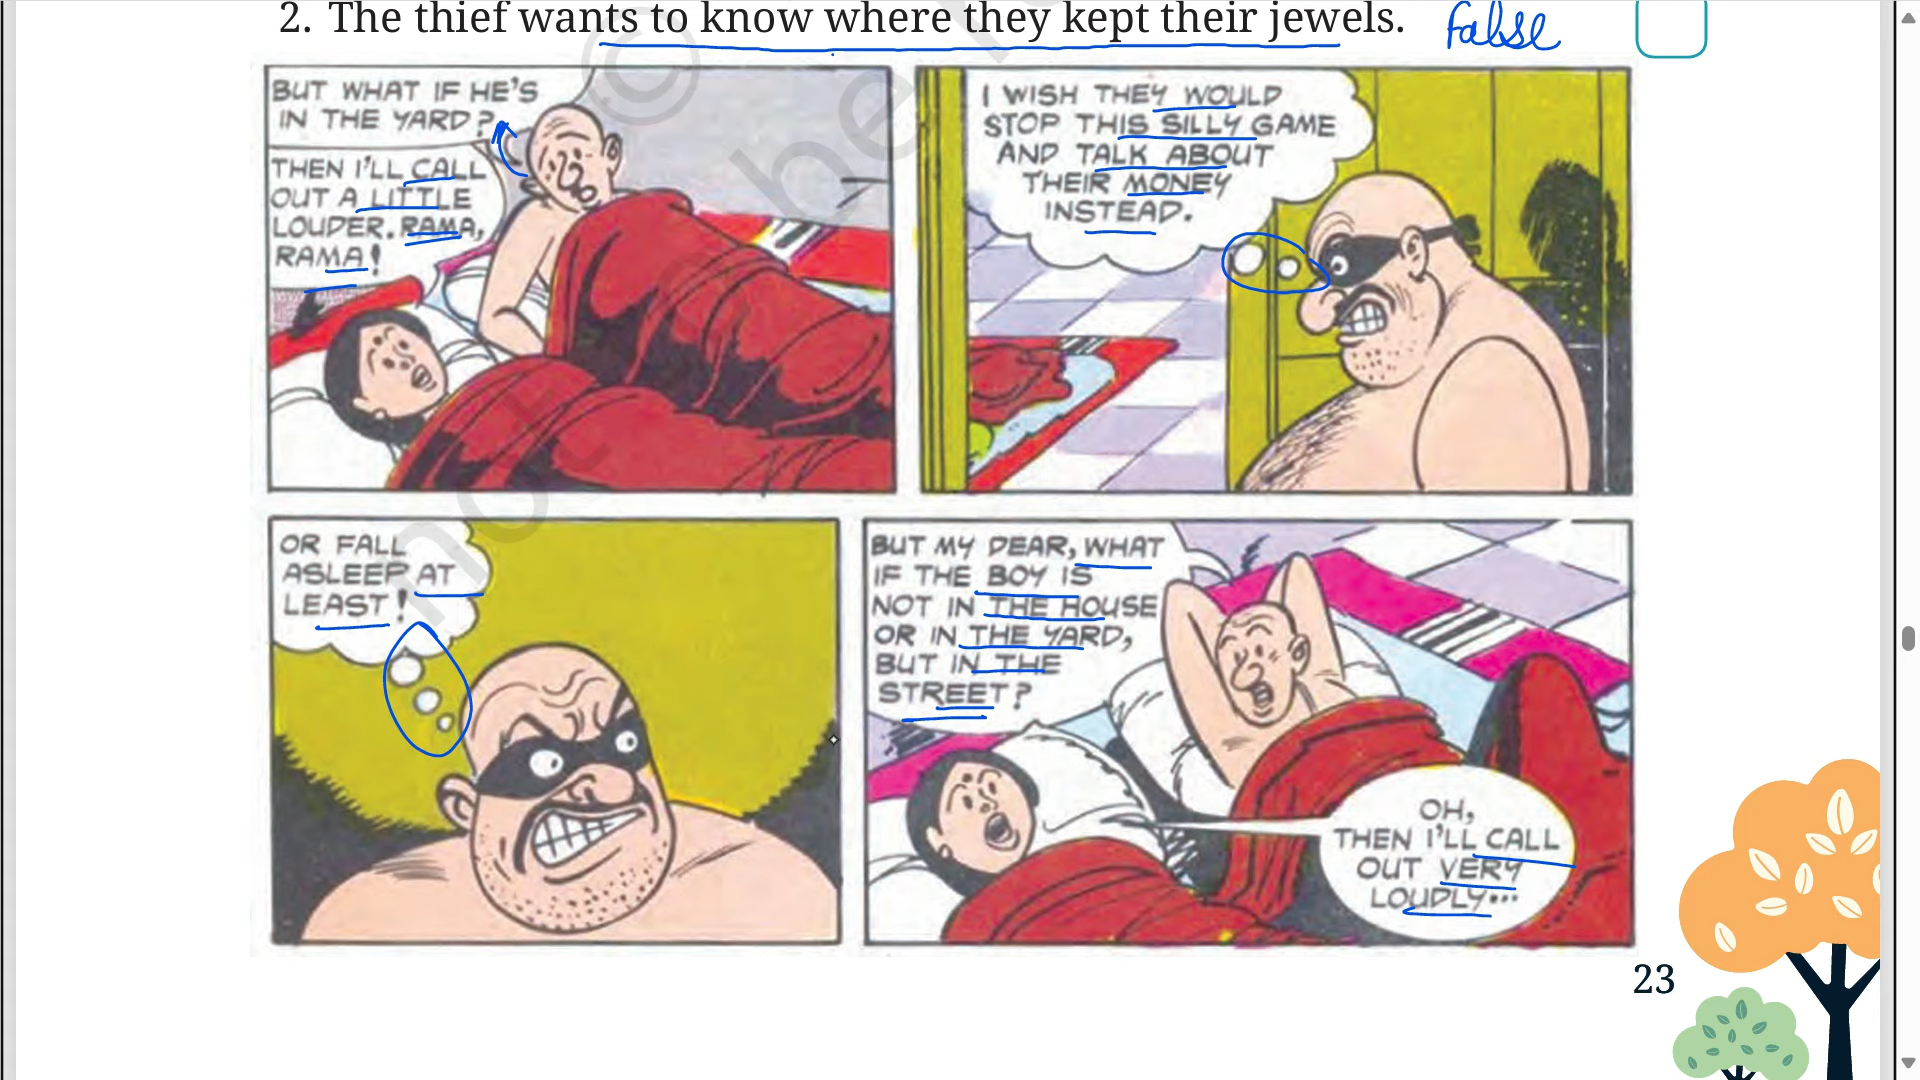 2. The thief wants to know where they kept their jewels. False
BUT WHAT IF HE'S
IN THE YARD?
THEN I'LL CALL
OUT A LITTLE
LOUDER. RAMA,
RAMA!
I WISH THEY WOULD
STOP THIS SILLY GAME
AND TALK ABOUT
THEIR MONEY
INSTEAD.
OR FALL
ASLEEP AT
LEAST!
BUT MY DEAR, WHAT
IF THE BOY IS
NOT IN THE HOUSE
OR IN THE YARD,
BUT IN THE
STREET?
OH,
THEN I'LL CALL
OUT VERY
LOUDLY...
23
not
©
be